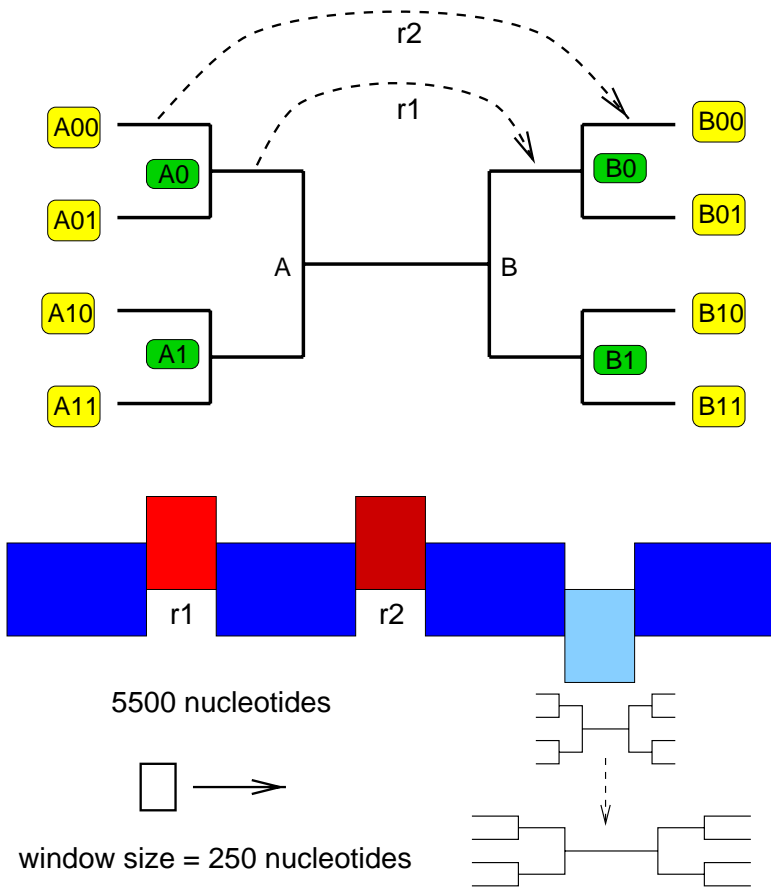 r2
r1
A00 B00
A0 B0
A01 B01
A B
A10 B10
A1 B1
A11 B11
r1 r2
5500 nucleotides
window size = 250 nucleotides